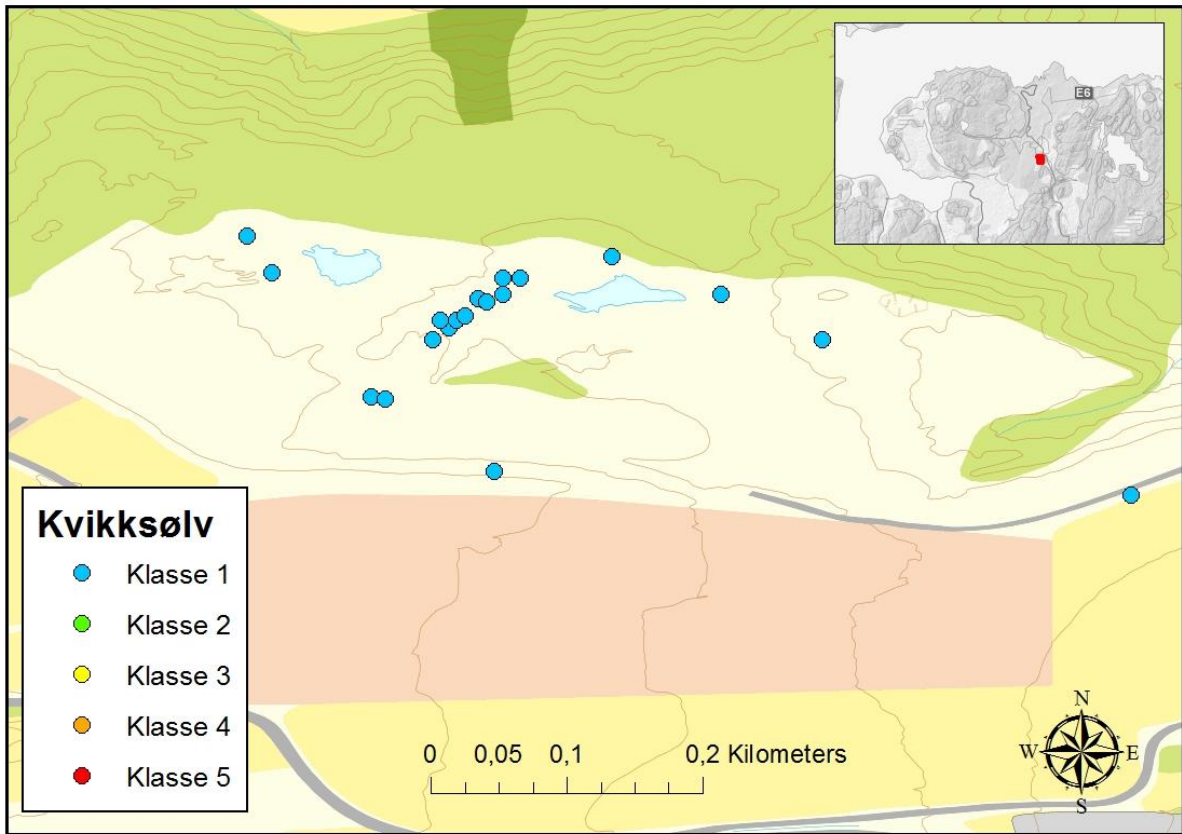 E6
Kvikksølv
Klasse 1
Klasse 2
Klasse 3
Klasse 4
Klasse 5
0 0,05 0,1 0,2 Kilometers
N
W E
S